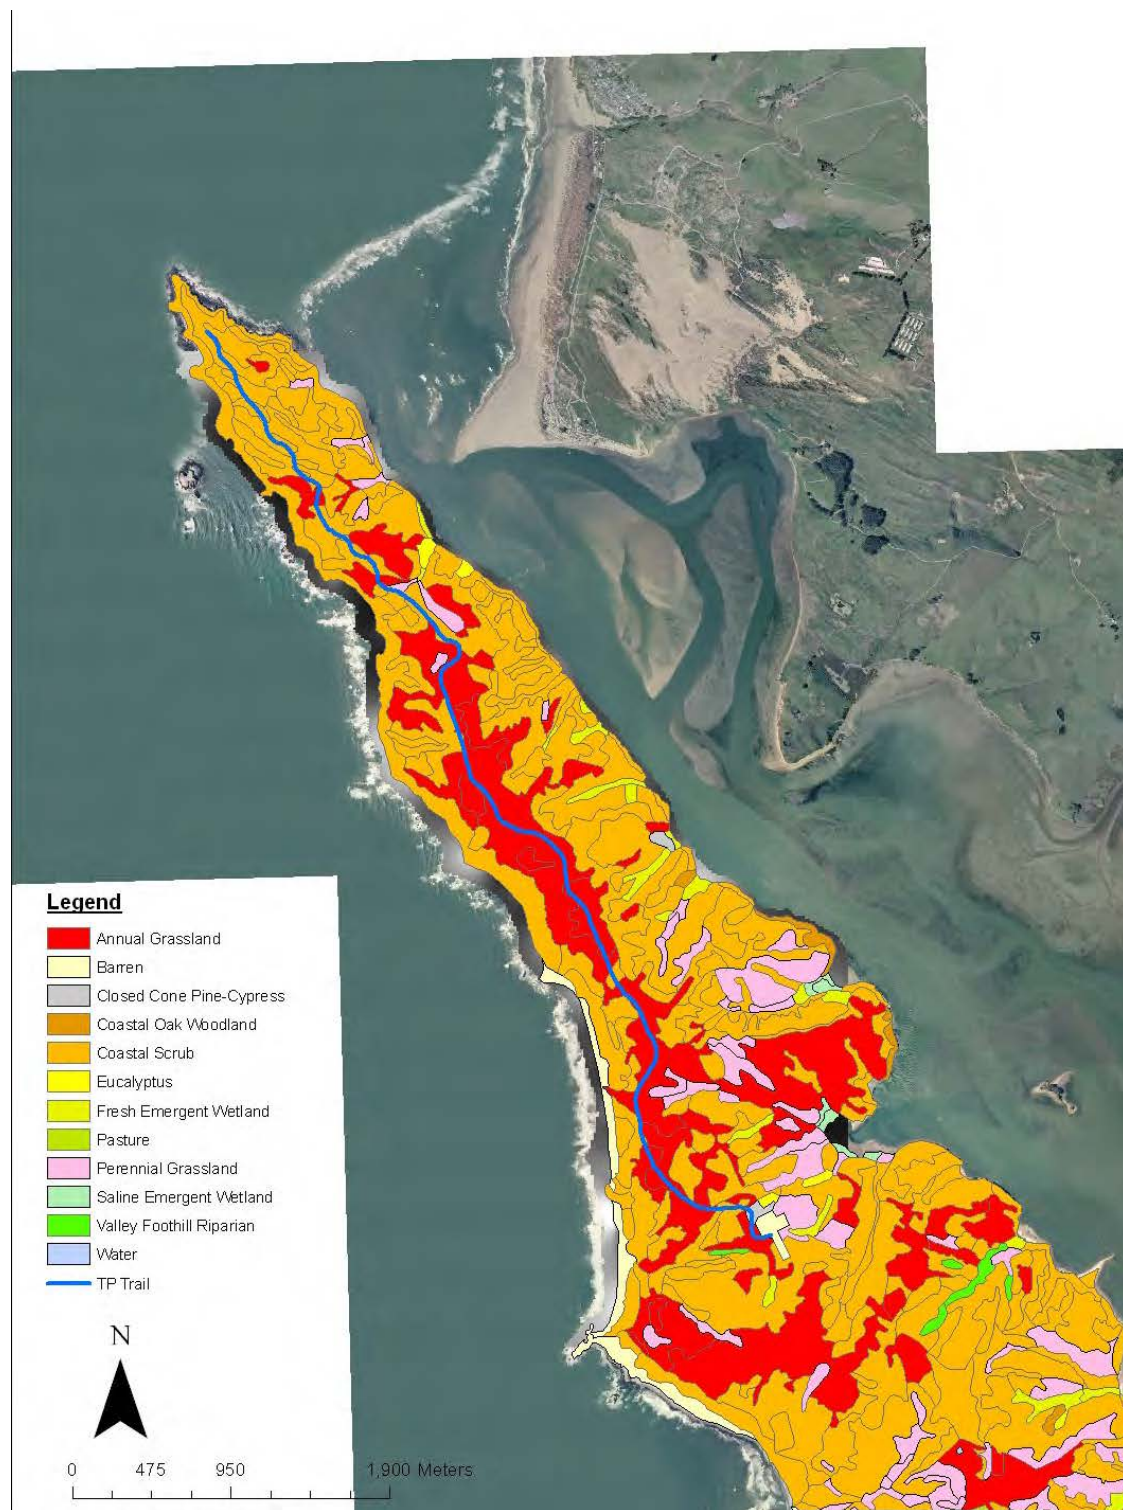 Legend
Annual Grassland
Barren
Closed Cone Pine-Cypress
Coastal Oak Woodland
Coastal Scrub
Eucalyptus
Fresh Emergent Wetland
Pasture
Perennial Grassland
Saline Emergent Wetland
Valley Foothill Riparian
Water
TP Trail
N
0 475 950 1,900 Meters